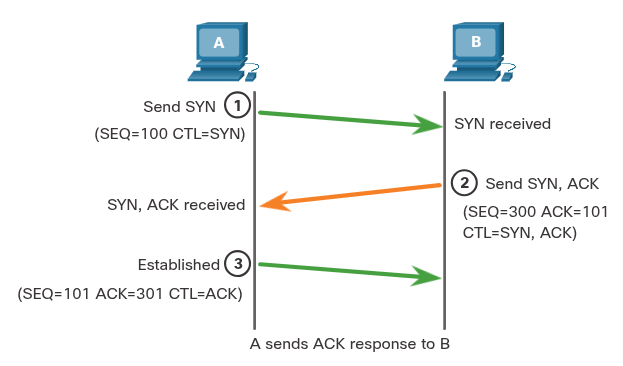 A
B
Send SYN 1
(SEQ=100 CTL=SYN)
SYN received
2 Send SYN, ACK
(SEQ=300 ACK=101
CTL=SYN, ACK)
SYN, ACK received
Established 3
(SEQ=101 ACK=301 CTL=ACK)
A sends ACK response to B